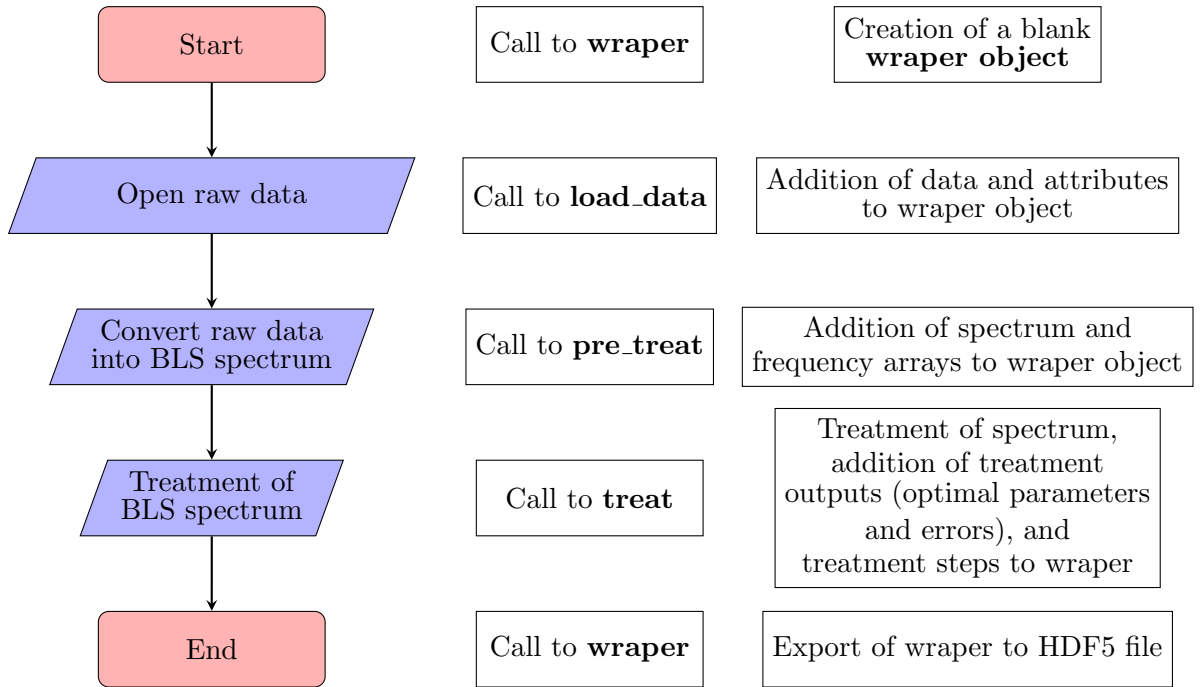 Start
Call to wraper
Creation of a blank
wraper object
Open raw data
Call to load_data
Addition of data and attributes
to wraper object
Convert raw data
into BLS spectrum
Call to pre_treat
Addition of spectrum and
frequency arrays to wraper object
Treatment of
BLS spectrum
Call to treat
Treatment of spectrum,
addition of treatment
outputs (optimal parameters
and errors), and
treatment steps to wraper
End
Call to wraper
Export of wraper to HDF5 file